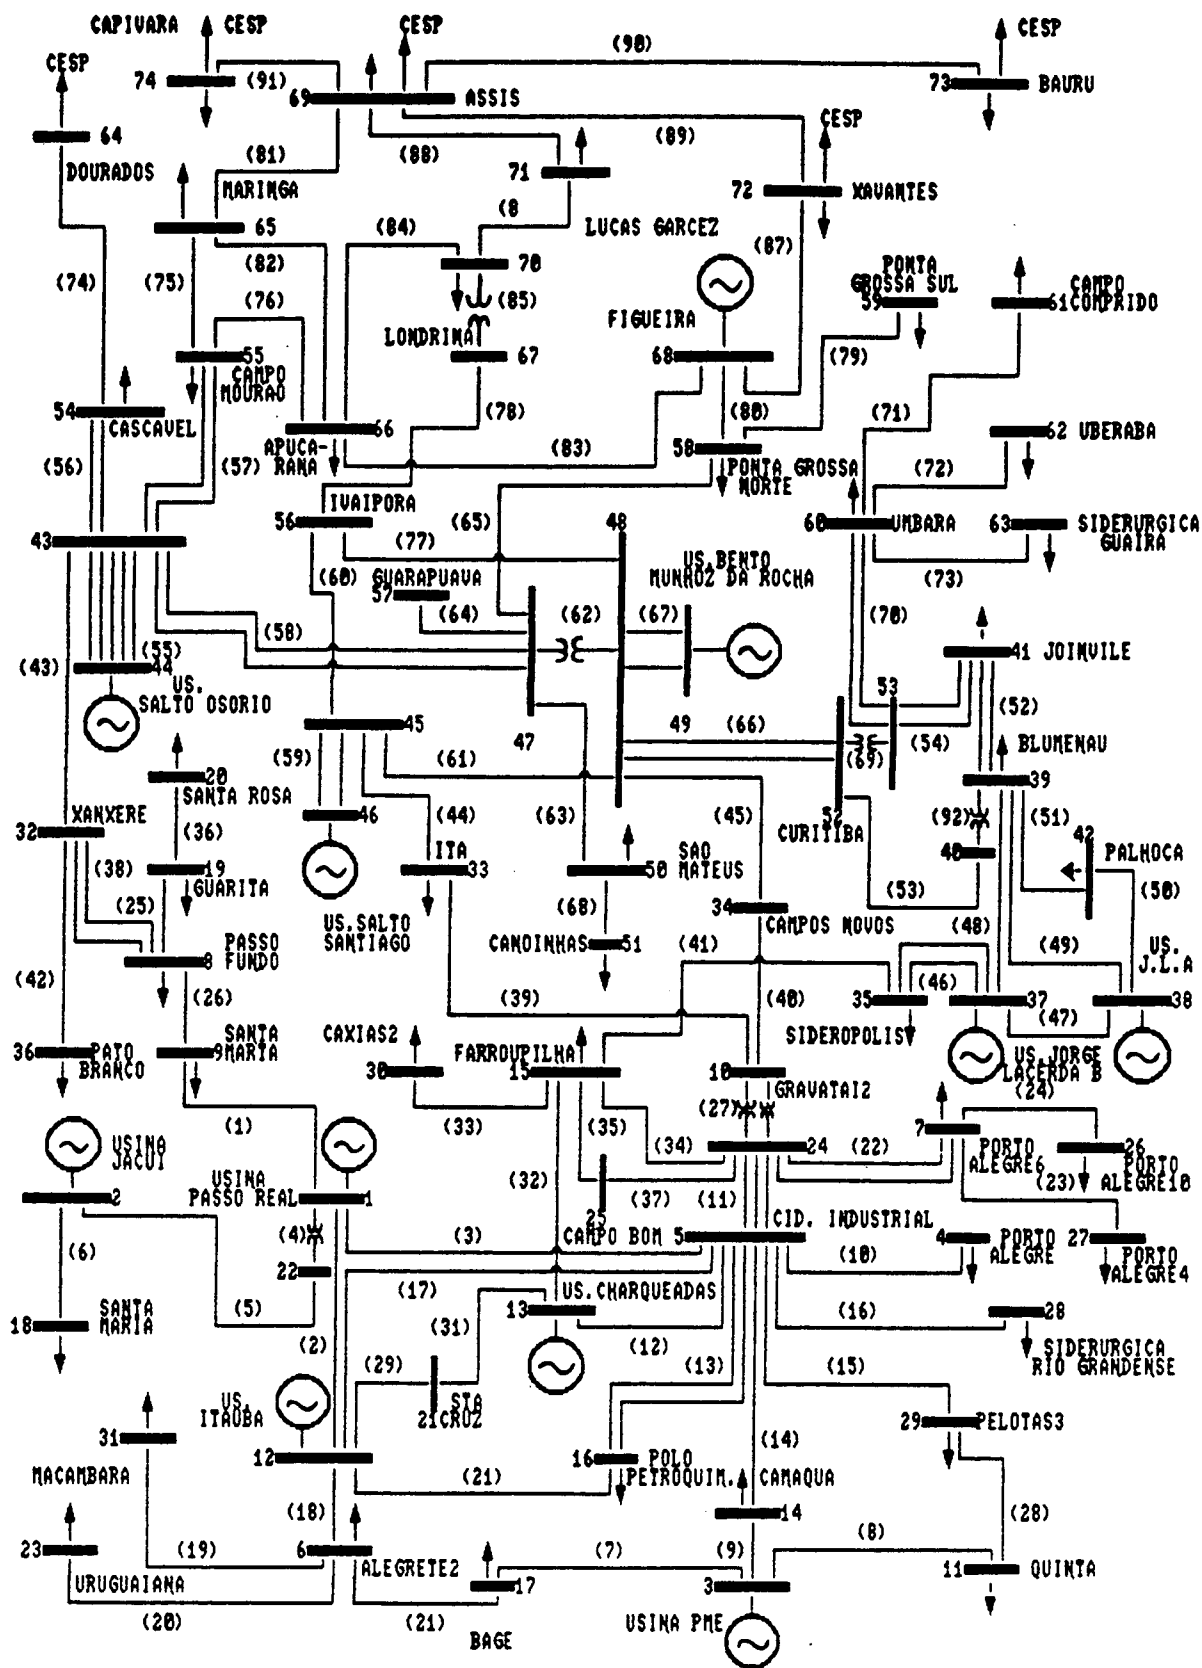 CAPIVARA
CESP
CESP
(90)
CESP
CESP
74
(91)
69
ASSIS
73
BAURU
64
DOURADOS
(81)
(88)
(89)
CESP
MARINGA
71
72
XAVANTES
65
(84)
(8
LUCAS GARCEZ
(82)
70
(87)
PONTA
GROSSA SUL
CAMPO
COMPRIDO
(74)
(75)
(76)
(85)
59
61
LONDRINA
FIGUEIRA
55
67
68
(79)
CAMPO
MOURAO
54
CASCAVEL
66
(78)
(80)
(71)
62 UBERABA
APUCA-
RANA
(83)
58
PONTA GROSSA
NORTE
(72)
(56)
(57)
IVAIPORA
56
48
60
UMBARA
63
SIDERURGICA
GUAIRA
43
(65)
(77)
US.BENTO
MUNHOZ DA ROCHA
(73)
(60)
GUARAPUAVA
57
(64)
(62)
(67)
(70)
(58)
(55)
41 JOINVILE
(43)
44
US.
SALTO OSORIO
53
45
47
49
(66)
(52)
(54)
BLUMENAU
(59)
(61)
(69)
20
SANTA ROSA
39
XANXERE
32
46
(44)
(63)
(45)
52
CURITIBA
(92)
(51)
42
(36)
ITA
33
SAO
MATEUS
50
40
PALHOCA
(38)
19
GUARITA
(25)
US.SALTO
SANTIAGO
34
CAMPOS NOVOS
(53)
(50)
PASSO
FUNDO
8
(68)
CANOINHAS
51
(41)
(48)
(49)
US.
J.L.A
(42)
(26)
(39)
(40)
35
(46)
37
38
SIDEROPOLIS
(47)
36
PATO
BRANCO
SANTA
MARIA
9
CAXIAS2
30
FARROUPILHA
15
10
GRAVATAI2
US.JORGE
LACERDA B
(24)
(1)
(33)
(35)
(27)
(34)
24
(22)
7
PORTO
ALEGRE6
26
PORTO
ALEGRE10
(23)
USINA
JACUI
USINA
PASSO REAL
2
1
(32)
(37)
(11)
25
CAMPO BOM
5
CID. INDUSTRIAL
(6)
(4)
(3)
4
PORTO
ALEGRE
27
PORTO
ALEGRE4
(10)
22
(17)
US.CHARQUEADAS
18
SANTA
MARIA
(5)
(2)
(31)
13
(12)
(16)
28
SIDERURGICA
RIO GRANDENSE
(29)
(13)
(15)
US.
ITAUBA
STA
21CRUZ
29
PELOTAS3
31
12
16
POLO
PETROQUIM.
(14)
MACAMBARA
(21)
CAMAQUA
14
(18)
(28)
23
URUGUAIANA
(19)
6
ALEGRETE2
(7)
(9)
(8)
17
3
11
QUINTA
(20)
(21)
BAGE
USINA PME